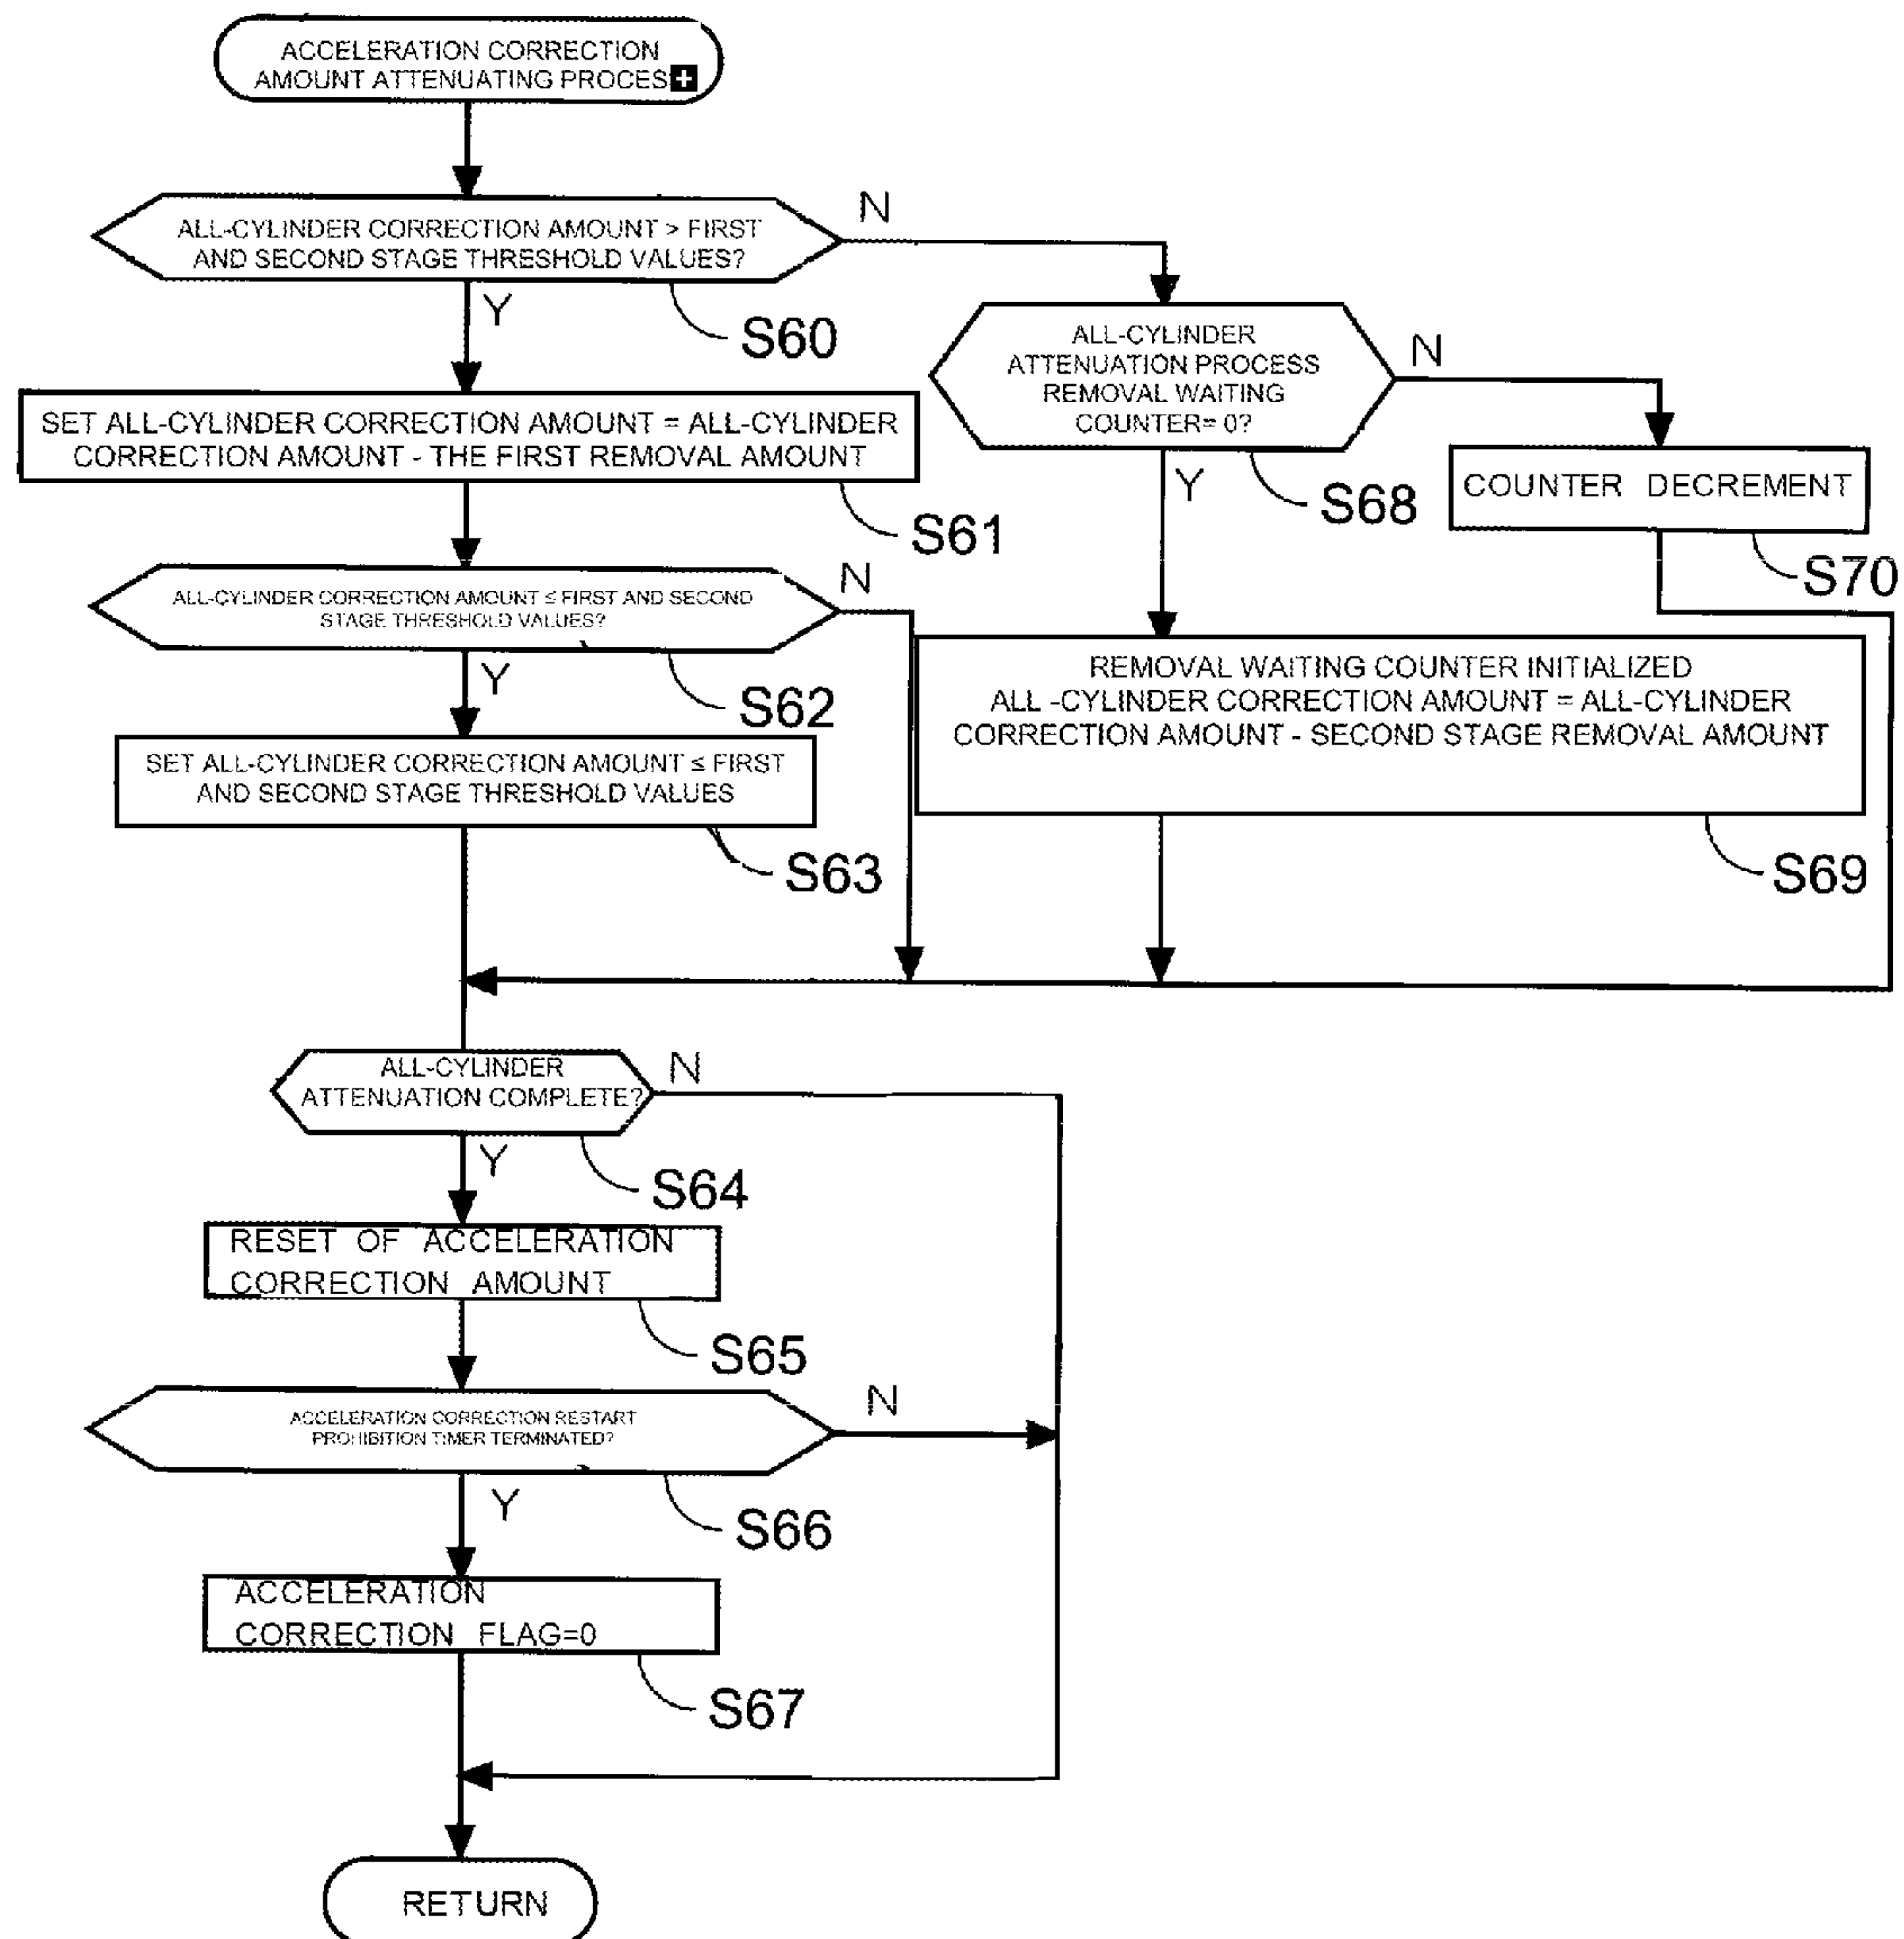 ACCELERATION CORRECTION
AMOUNT ATTENUATING PROCES
ALL-CYLINDER CORRECTION AMOUNT > FIRST
AND SECOND STAGE THRESHOLD VALUES?
N
Y
S60
SET ALL-CYLINDER CORRECTION AMOUNT = ALL-CYLINDER
CORRECTION AMOUNT - THE FIRST REMOVAL AMOUNT
S61
ALL-CYLINDER CORRECTION AMOUNT ≤ FIRST AND SECOND
STAGE THRESHOLD VALUES?
N
Y
S62
SET ALL-CYLINDER CORRECTION AMOUNT ≤ FIRST
AND SECOND STAGE THRESHOLD VALUES
S63
ALL-CYLINDER
ATTENUATION PROCESS
REMOVAL WAITING
COUNTER= 0?
N
Y
S68
COUNTER DECREMENT
S70
REMOVAL WAITING COUNTER INITIALIZED
ALL -CYLINDER CORRECTION AMOUNT = ALL-CYLINDER
CORRECTION AMOUNT - SECOND STAGE REMOVAL AMOUNT
S69
ALL-CYLINDER
ATTENUATION COMPLETE?
N
Y
S64
RESET OF ACCELERATION
CORRECTION AMOUNT
S65
ACCELERATION CORRECTION RESTART
PROHIBITION TIMER TERMINATED?
N
Y
S66
ACCELERATION
CORRECTION FLAG=0
S67
RETURN